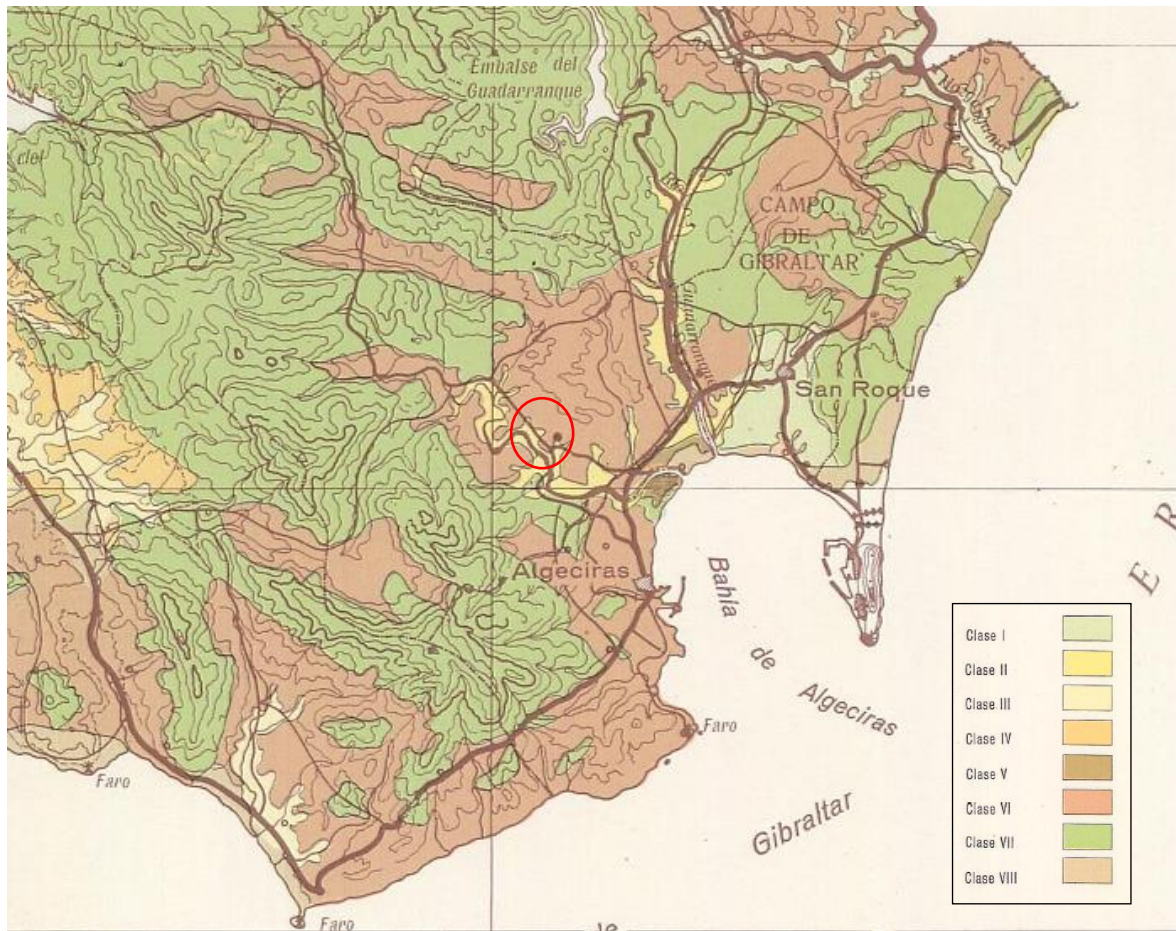 Embalse del
Guadarranque
del
CAMPO
DE
GIBRALTAR
Guadarranque
San Roque
Algeciras
Bahía
de
Algeciras
Faro
Gibraltar
Faro
Faro
E R
Clase I
Clase II
Clase III
Clase IV
Clase V
Clase VI
Clase VII
Clase VIII